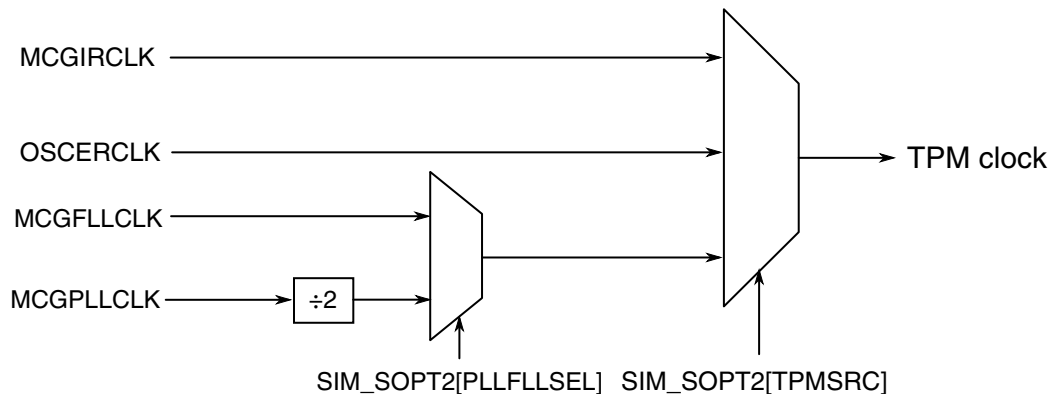 MCGIRCLK
OSCERCLK
TPM clock
MCGFLLCLK
MCGPLLCLK
÷2
SIM_SOPT2[PLLFLLSEL]
SIM_SOPT2[TPMSRC]